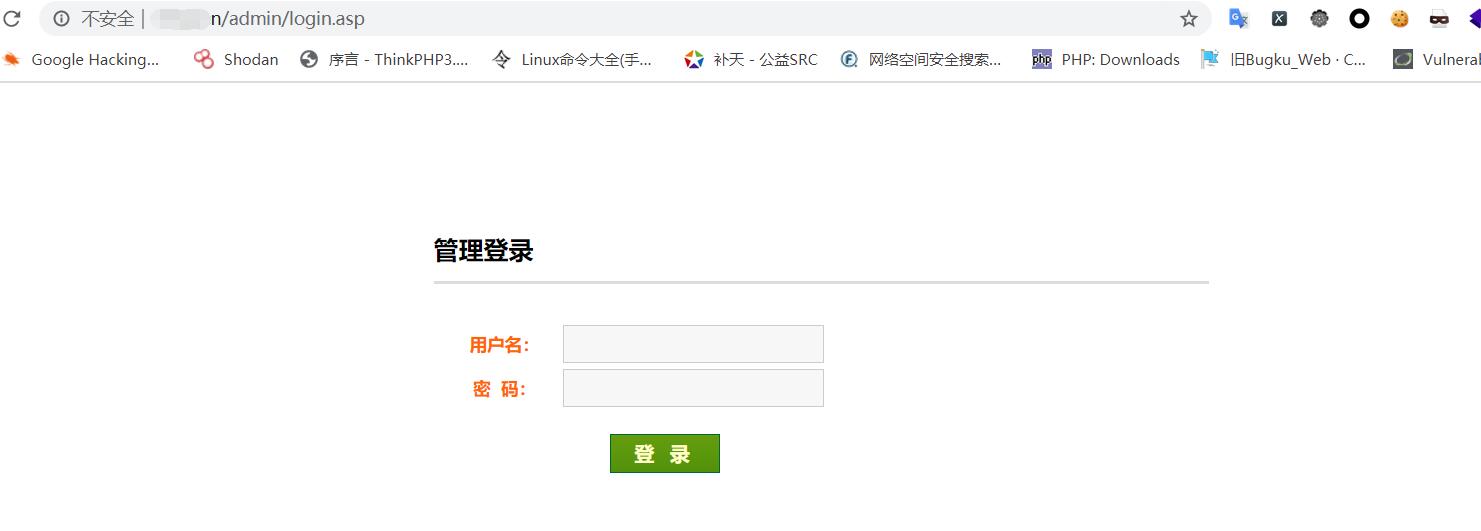 不安全 | n/admin/login.asp
Google Hacking... Shodan 序言 - ThinkPHP3.... Linux命令大全(手... 补天 - 公益SRC 网络空间安全搜索... PHP: Downloads 旧Bugku_Web · C... Vulneral
管理登录
用户名:
密 码:
登 录